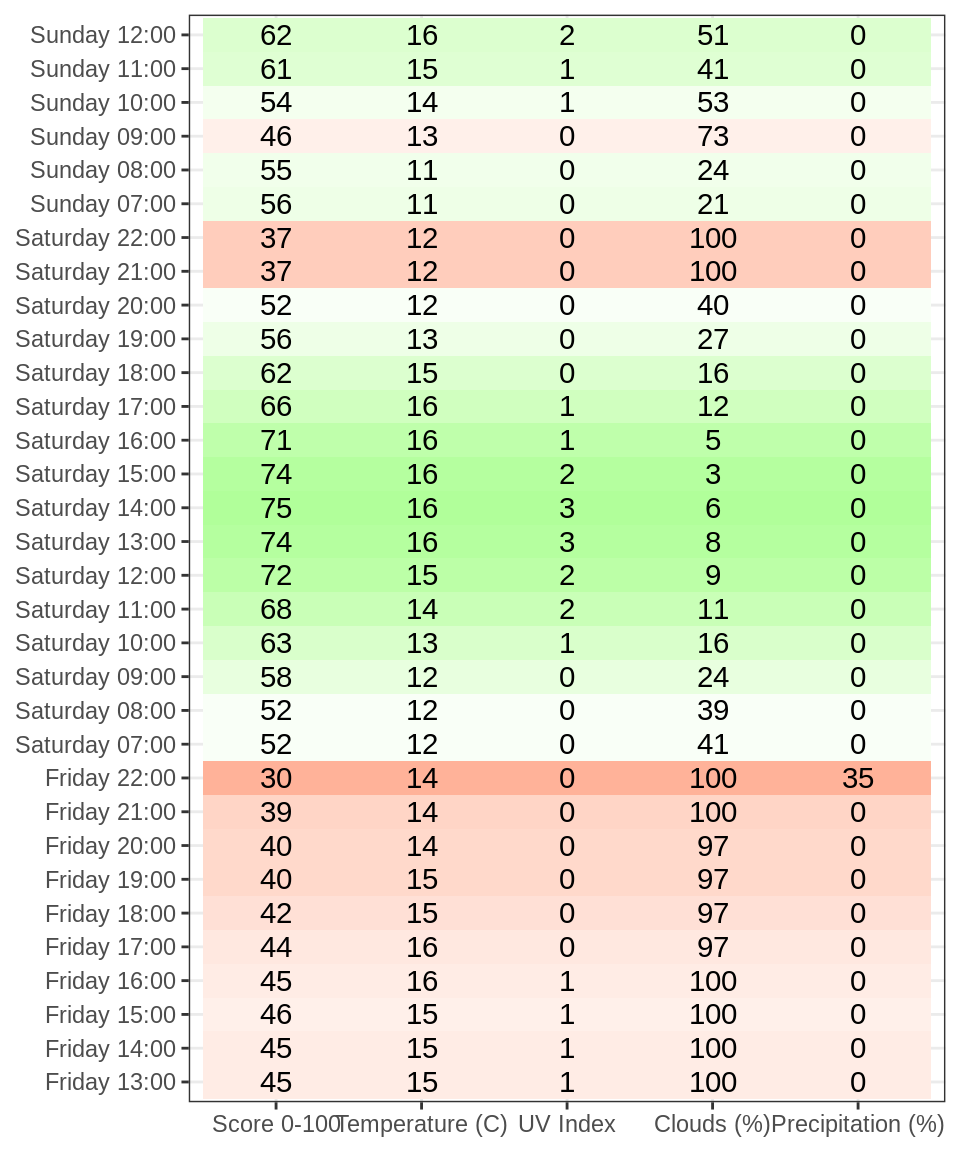 Sunday 12:00 62 16 2 51 0
Sunday 11:00 61 15 1 41 0
Sunday 10:00 54 14 1 53 0
Sunday 09:00 46 13 0 73 0
Sunday 08:00 55 11 0 24 0
Sunday 07:00 56 11 0 21 0
Saturday 22:00 37 12 0 100 0
Saturday 21:00 37 12 0 100 0
Saturday 20:00 52 12 0 40 0
Saturday 19:00 56 13 0 27 0
Saturday 18:00 62 15 0 16 0
Saturday 17:00 66 16 1 12 0
Saturday 16:00 71 16 1 5 0
Saturday 15:00 74 16 2 3 0
Saturday 14:00 75 16 3 6 0
Saturday 13:00 74 16 3 8 0
Saturday 12:00 72 15 2 9 0
Saturday 11:00 68 14 2 11 0
Saturday 10:00 63 13 1 16 0
Saturday 09:00 58 12 0 24 0
Saturday 08:00 52 12 0 39 0
Saturday 07:00 52 12 0 41 0
Friday 22:00 30 14 0 100 35
Friday 21:00 39 14 0 100 0
Friday 20:00 40 14 0 97 0
Friday 19:00 40 15 0 97 0
Friday 18:00 42 15 0 97 0
Friday 17:00 44 16 0 97 0
Friday 16:00 45 16 1 100 0
Friday 15:00 46 15 1 100 0
Friday 14:00 45 15 1 100 0
Friday 13:00 45 15 1 100 0
Score 0-100 Temperature (C) UV Index Clouds (%) Precipitation (%)